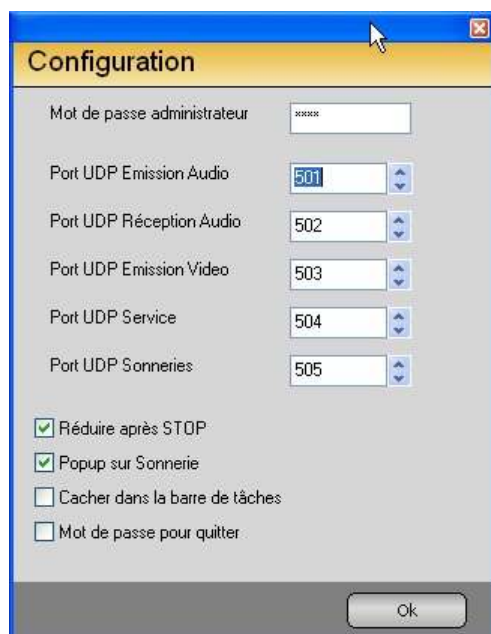 Configuration
Mot de passe administrateur ****
Port UDP Emission Audio 501
Port UDP Réception Audio 502
Port UDP Emission Video 503
Port UDP Service 504
Port UDP Sonneries 505
Réduire après STOP
Popup sur Sonnerie
Cacher dans la barre de tâches
Mot de passe pour quitter
Ok